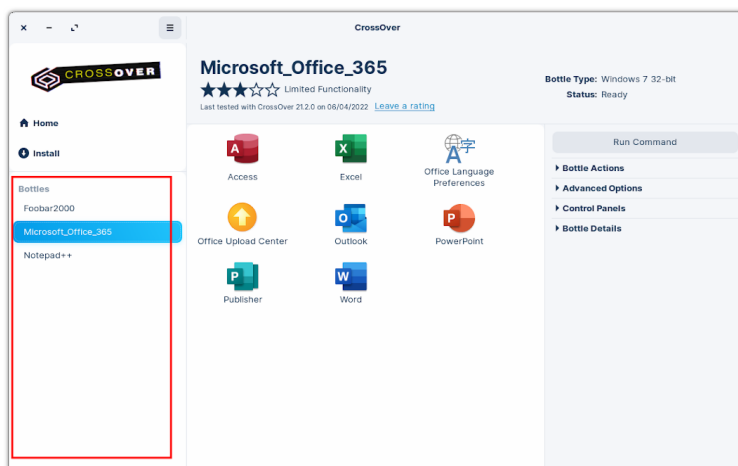 CrossOver
CROSSOVER
Home
Install
Bottles
Foobar2000
Microsoft_Office_365
Notepad++
Microsoft_Office_365
Limited Functionality
Last tested with CrossOver 21.2.0 on 06/04/2022 Leave a rating
Bottle Type: Windows 7 32-bit
Status: Ready
Access
Excel
Office Language
Preferences
Office Upload Center
Outlook
PowerPoint
Publisher
Word
Run Command
Bottle Actions
Advanced Options
Control Panels
Bottle Details